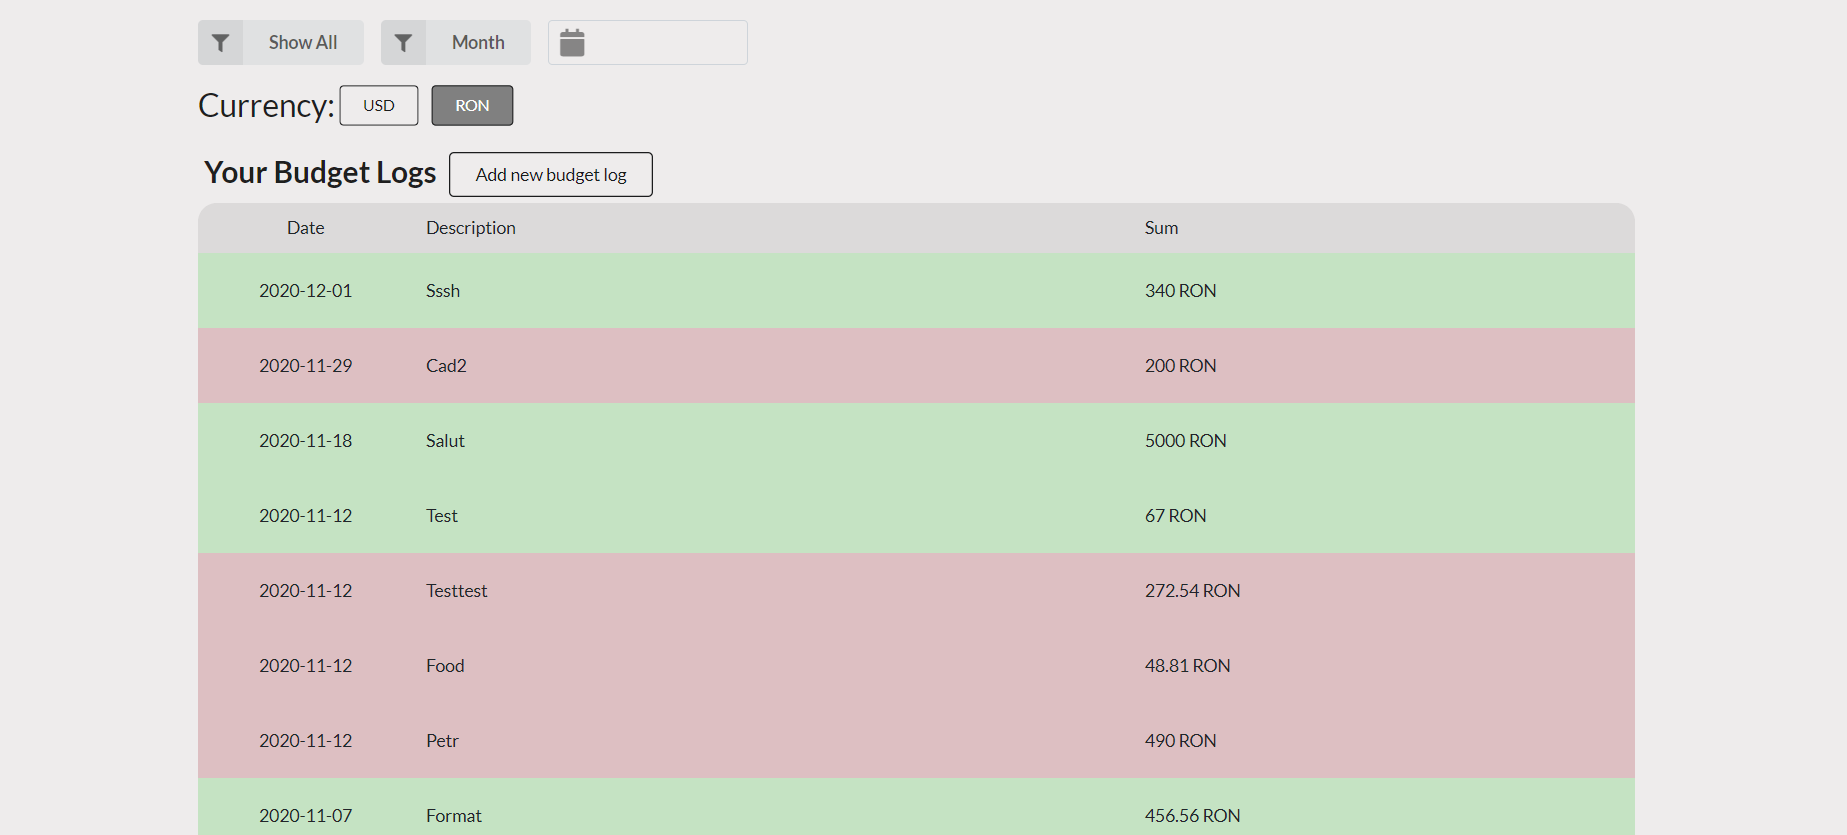 Show All Month
Currency: USD RON
Your Budget Logs Add new budget log
Date Description Sum
2020-12-01 Sssh 340 RON
2020-11-29 Cad2 200 RON
2020-11-18 Salut 5000 RON
2020-11-12 Test 67 RON
2020-11-12 Testtest 272.54 RON
2020-11-12 Food 48.81 RON
2020-11-12 Petr 490 RON
2020-11-07 Format 456.56 RON